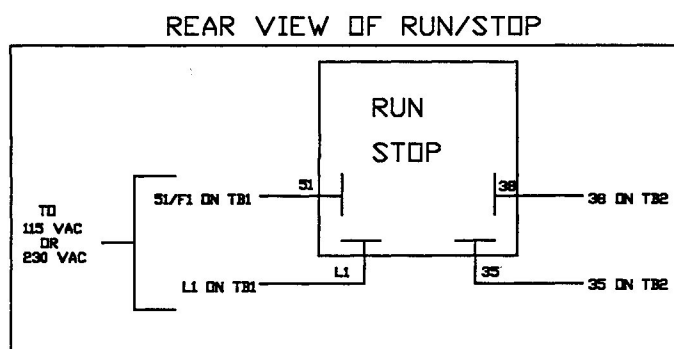 REAR VIEW OF RUN/STOP
RUN
STOP
51/F1 ON TB1
51
38
38 ON TB2
TO
115 VAC
OR
230 VAC
L1 ON TB1
L1
35
35 ON TB2